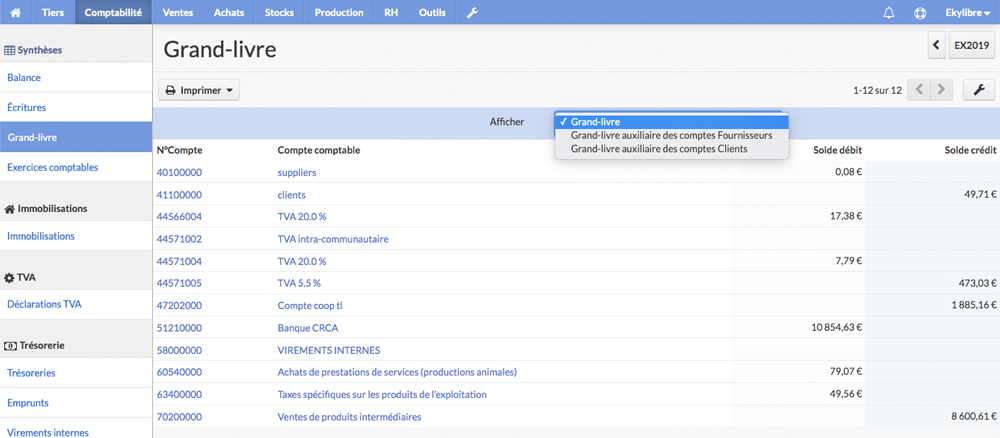 Tiers Comptabilité Ventes Achats Stocks Production RH Outils Ekylibre
Synthèses
Balance
Écritures
Grand-livre
Exercices comptables
Immobilisations
Immobilisations
TVA
Déclarations TVA
Trésorerie
Trésoreries
Emprunts
Virements internes
Grand-livre
EX2019
Imprimer
1-12 sur 12
Afficher
✓ Grand-livre
Grand-livre auxiliaire des comptes Fournisseurs
Grand-livre auxiliaire des comptes Clients
N°Compte Compte comptable Solde débit Solde crédit
40100000 suppliers 0,08 €
41100000 clients 49,71 €
44566004 TVA 20.0 % 17,38 €
44571002 TVA intra-communautaire
44571004 TVA 20.0 % 7,79 €
44571005 TVA 5.5 % 473,03 €
47202000 Compte coop tl 1 885,16 €
51210000 Banque CRCA 10 854,63 €
58000000 VIREMENTS INTERNES
60540000 Achats de prestations de services (productions animales) 79,07 €
63400000 Taxes spécifiques sur les produits de l'exploitation 49,56 €
70200000 Ventes de produits intermédiaires 8 600,61 €